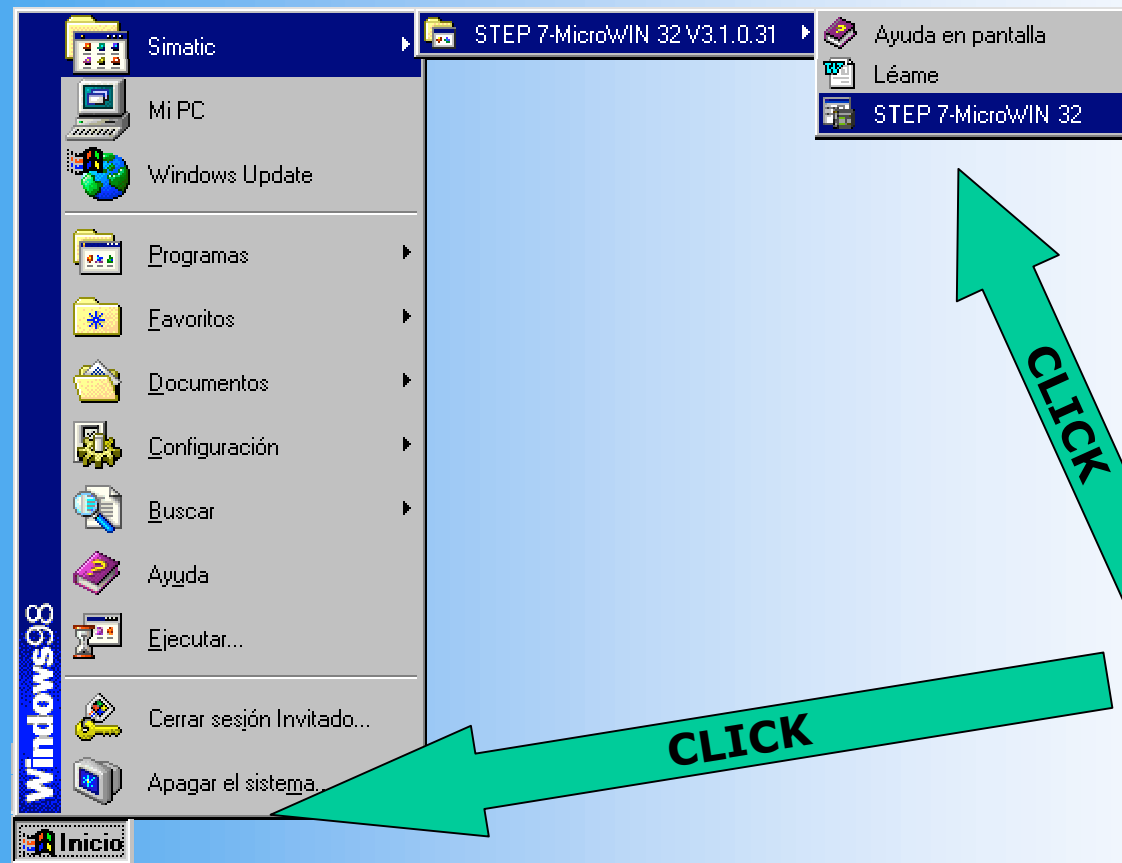 Simatic
STEP 7-MicroWIN 32 V3.1.0.31
Ayuda en pantalla
Léame
STEP 7-MicroWIN 32
Mi PC
Windows Update
Programas
Favoritos
Documentos
Configuración
Buscar
Ayuda
Ejecutar...
Cerrar sesión Invitado...
Apagar el sistema...
Windows98
Inicio
CLICK
CLICK